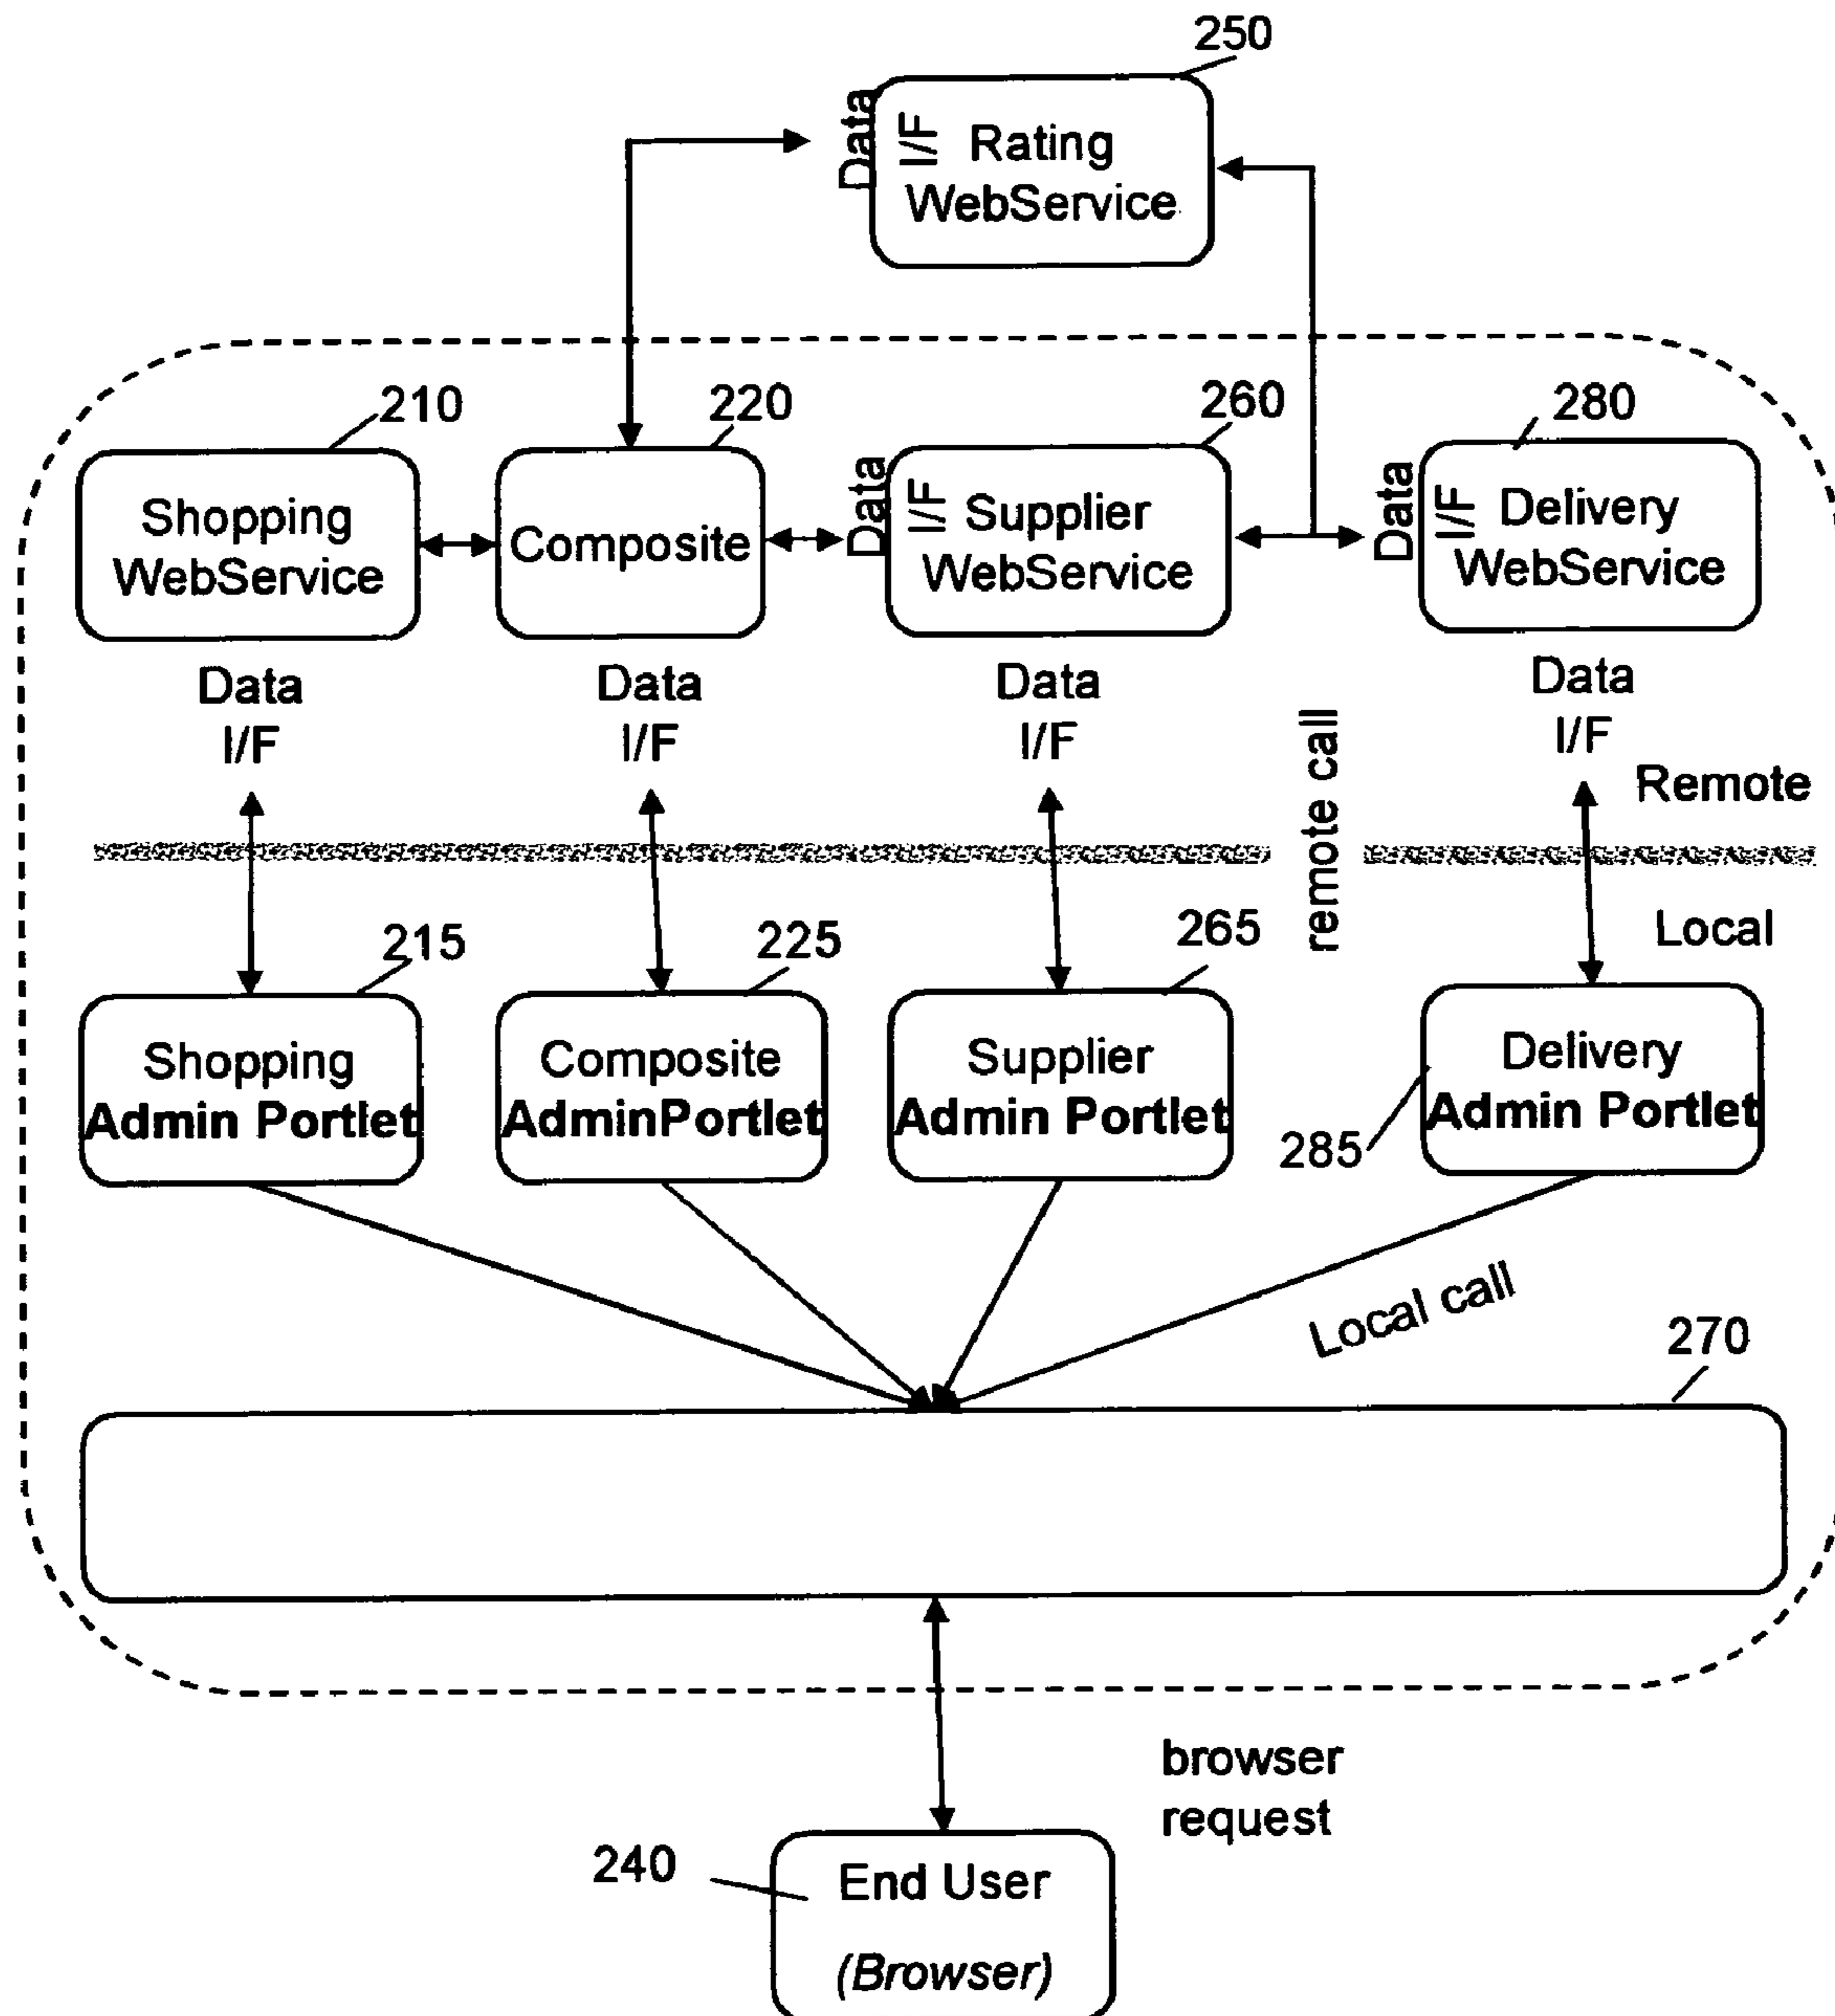 250
Data
I/F
Rating
WebService
210
220
260
280
Shopping
WebService
Composite
Data
I/F
Supplier
WebService
Data
I/F
Delivery
WebService
Data
I/F
Data
I/F
Data
I/F
Data
I/F
remote call
Remote
Local
215
225
265
Shopping
Admin Portlet
Composite
AdminPortlet
Supplier
Admin Portlet
285
Delivery
Admin Portlet
Local call
270
browser
request
240
End User
(Browser)